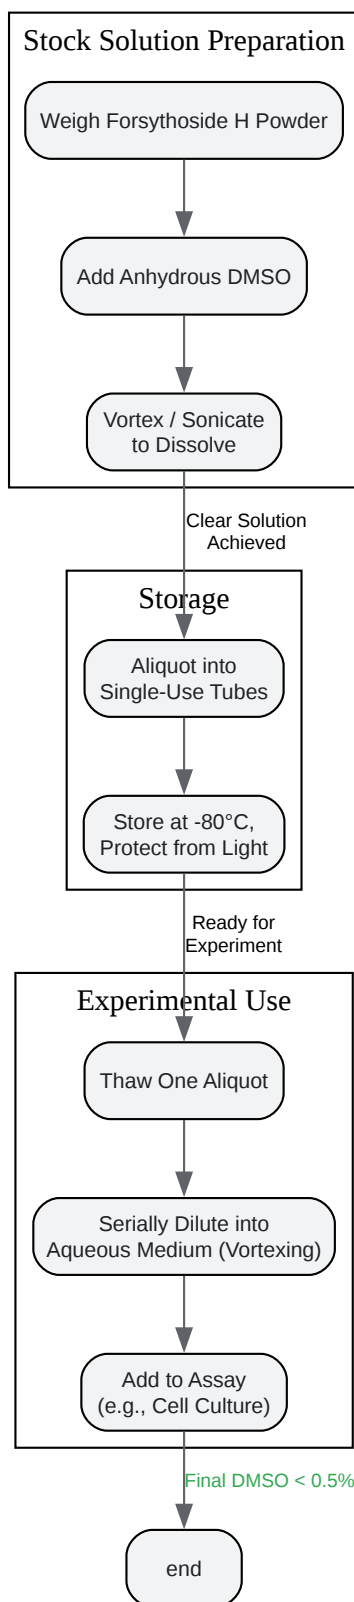 Stock Solution Preparation
Weigh Forsythoside H Powder
Add Anhydrous DMSO
Vortex / Sonicate
to Dissolve
Clear Solution
Achieved
Storage
Aliquot into
Single-Use Tubes
Store at -80°C,
Protect from Light
Ready for
Experiment
Experimental Use
Thaw One Aliquot
Serially Dilute into
Aqueous Medium (Vortexing)
Add to Assay
(e.g., Cell Culture)
Final DMSO < 0.5%
end